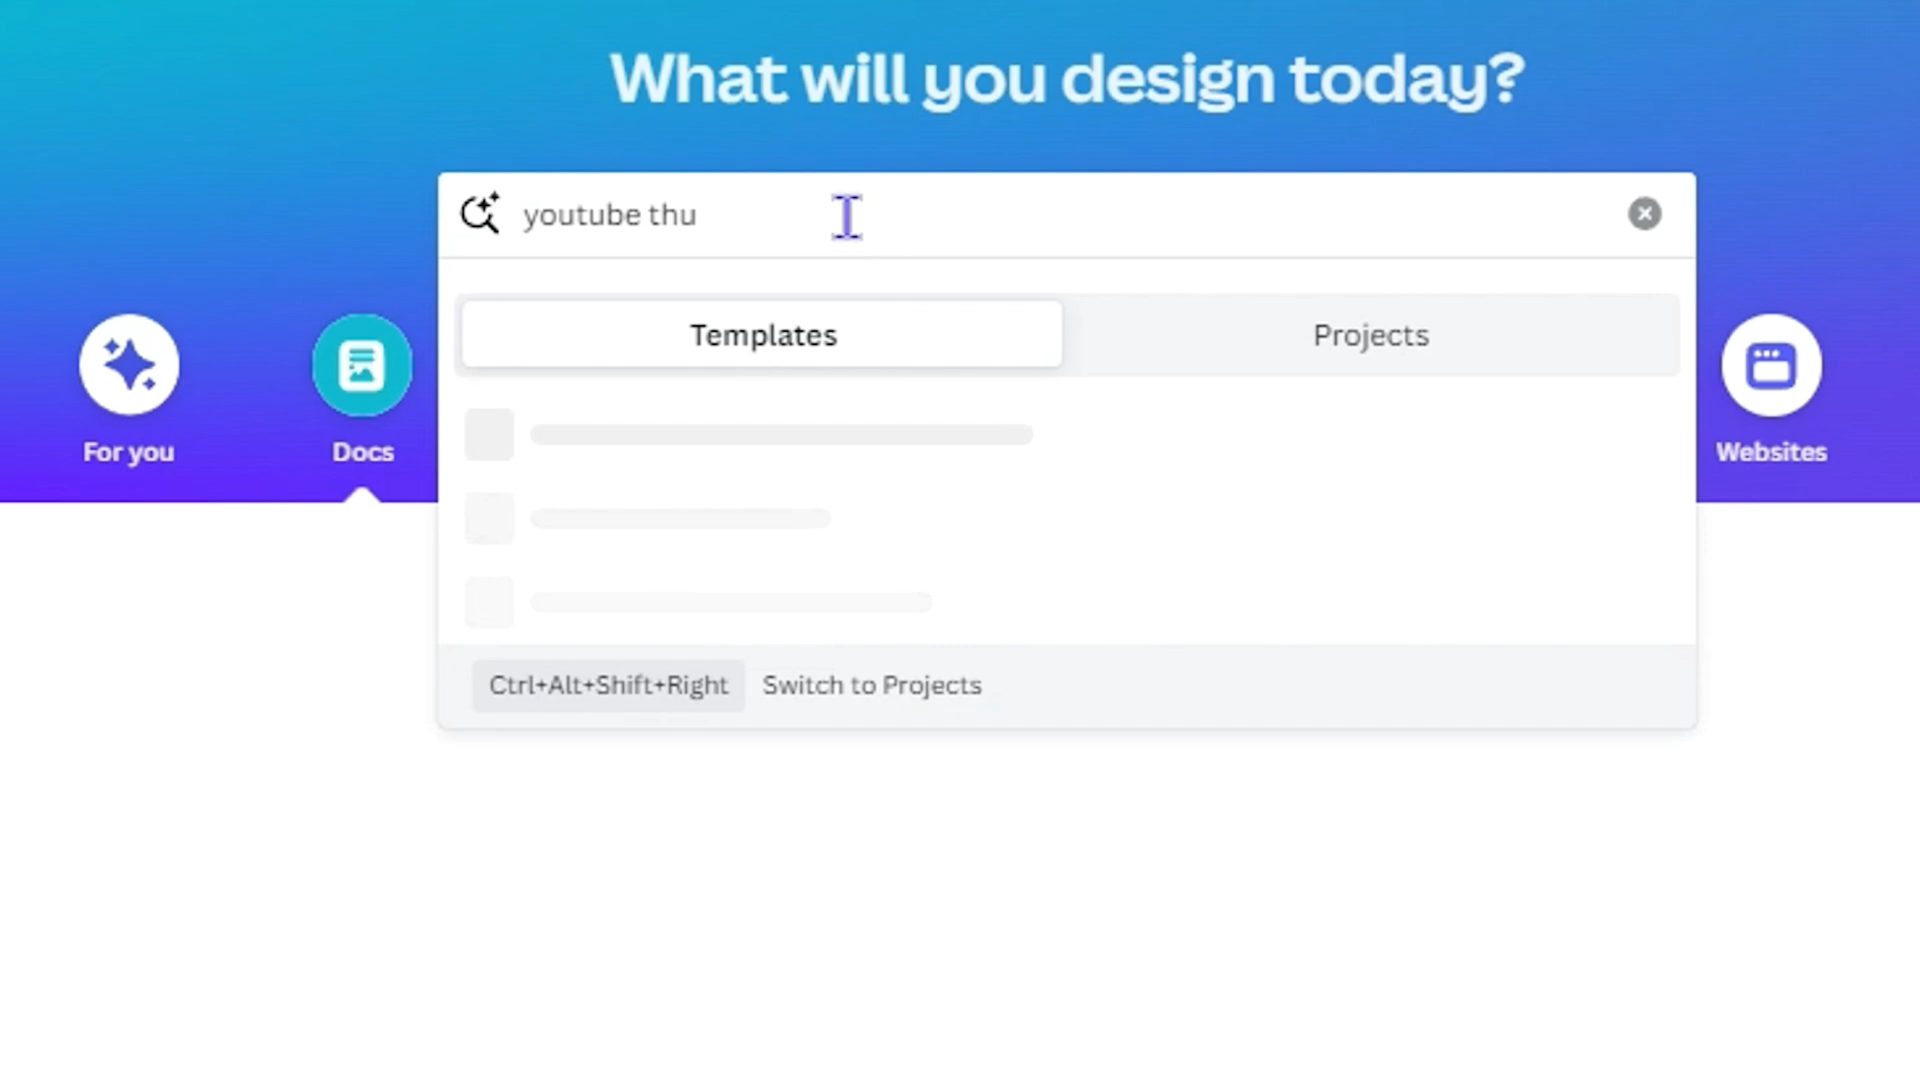 What will you design today?
youtube thu
Templates
Projects
For you
Docs
Websites
Ctrl+Alt+Shift+Right Switch to Projects